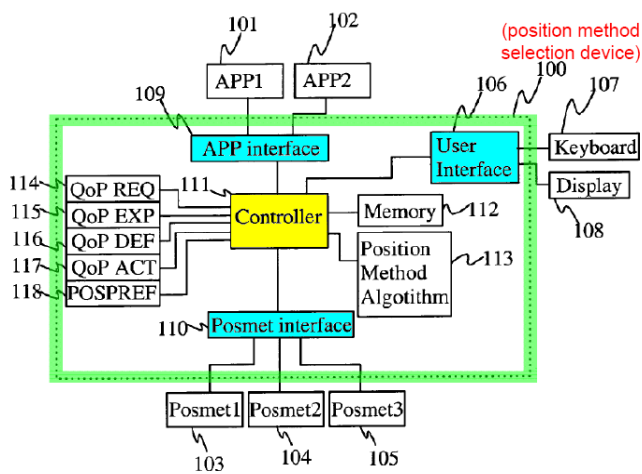 101
102
(position method
selection device)
APP1
APP2
100
107
109
106
APP interface
User
Interface
Keyboard
Display
108
114
QoP REQ
111
115
QoP EXP
Controller
Memory
112
116
QoP DEF
117
QoP ACT
Position
Method
Algotithm
113
118
POSPREF
110
Posmet interface
Posmet1
Posmet2
Posmet3
103
104
105